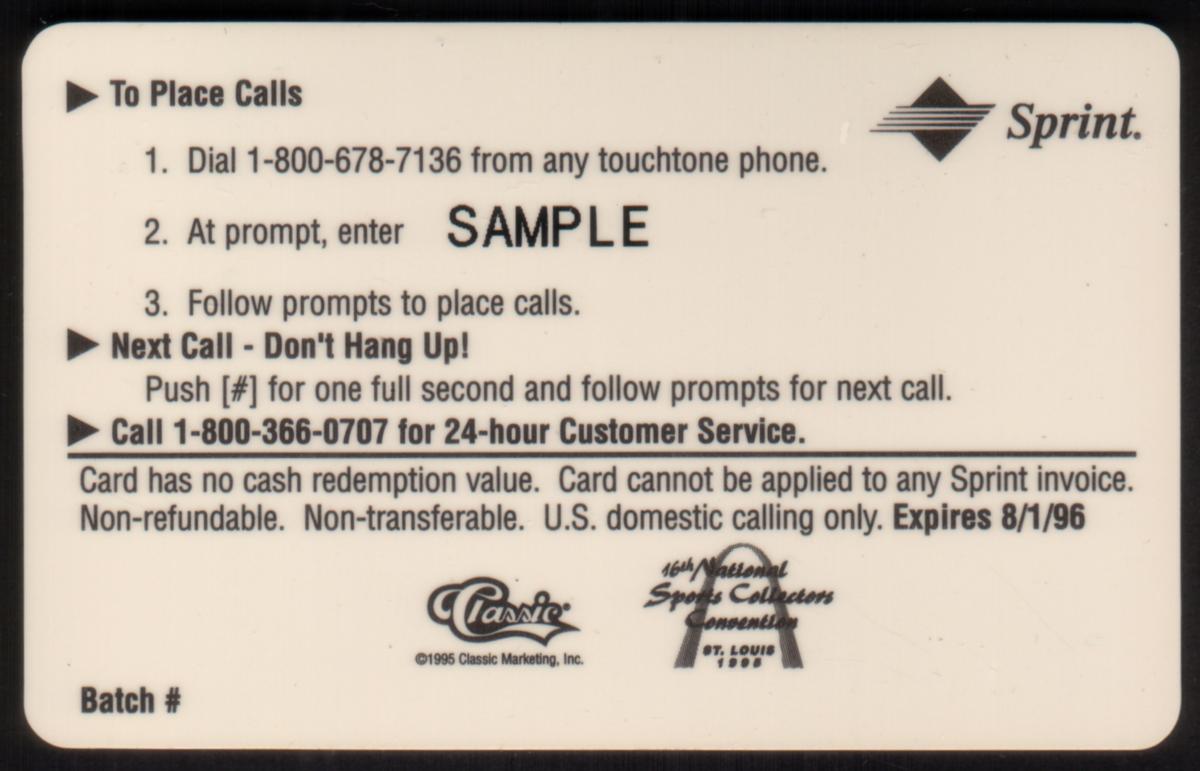 To Place Calls
Sprint.
1. Dial 1-800-678-7136 from any touchtone phone.
2. At prompt, enter SAMPLE
3. Follow prompts to place calls.
Next Call - Don't Hang Up!
Push [#] for one full second and follow prompts for next call.
Call 1-800-366-0707 for 24-hour Customer Service.
Card has no cash redemption value. Card cannot be applied to any Sprint invoice.
Non-refundable. Non-transferable. U.S. domestic calling only. Expires 8/1/96
16th National
Sports Collectors
Convention
ST. LOUIS
1995
Classic®
©1995 Classic Marketing, Inc.
Batch #